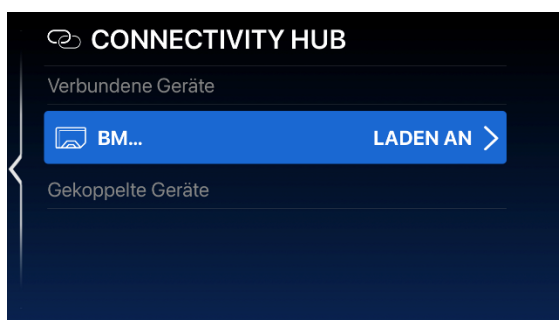 CONNECTIVITY HUB
Verbundene Geräte
BM... LADEN AN
Gekoppelte Geräte